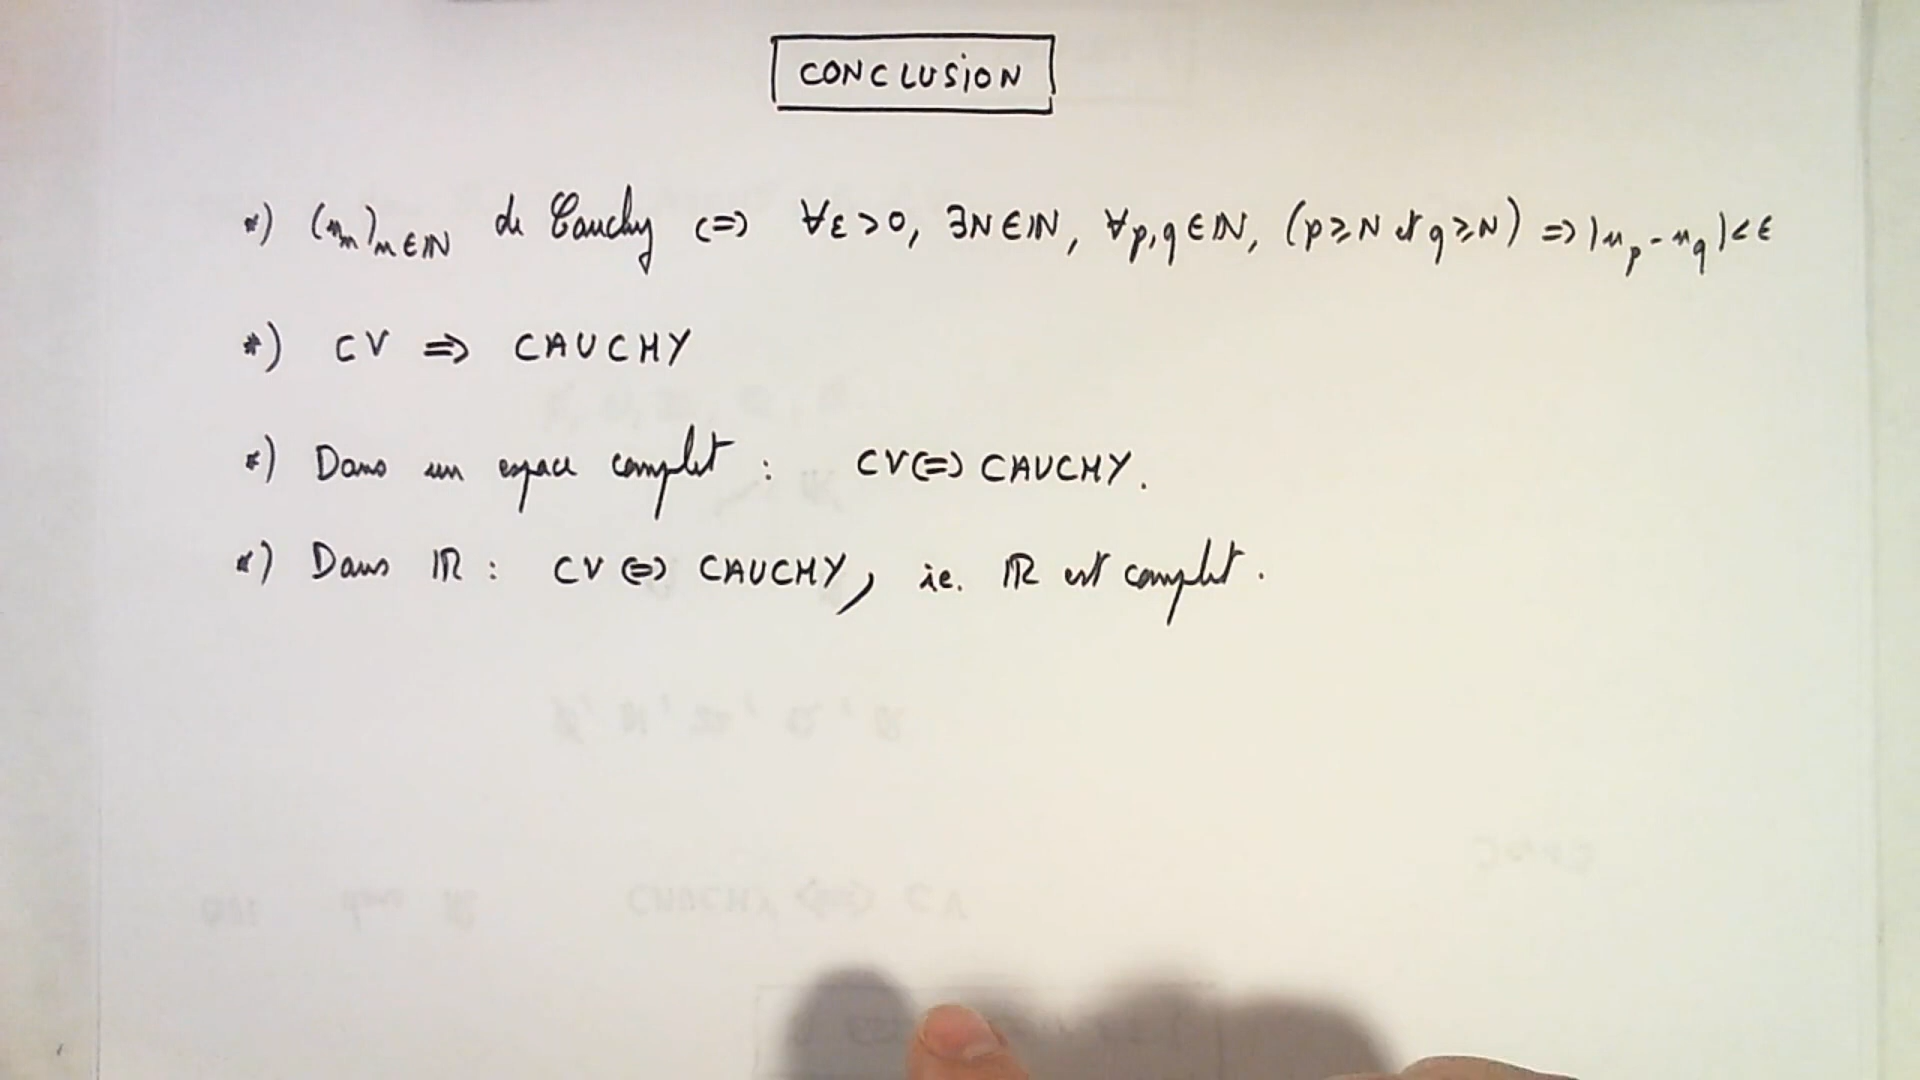 CONCLUSION
*) (u_n)_{n∈ℕ} de Cauchy <=> ∀ε>0, ∃N∈ℕ, ∀p,q∈ℕ, (p≥N et q≥N) => |u_p - u_q|<ε
*) CV => CAUCHY
*) Dans un espace complet : CV <=> CAUCHY.
*) Dans ℝ : CV <=> CAUCHY, ie. ℝ est complet.